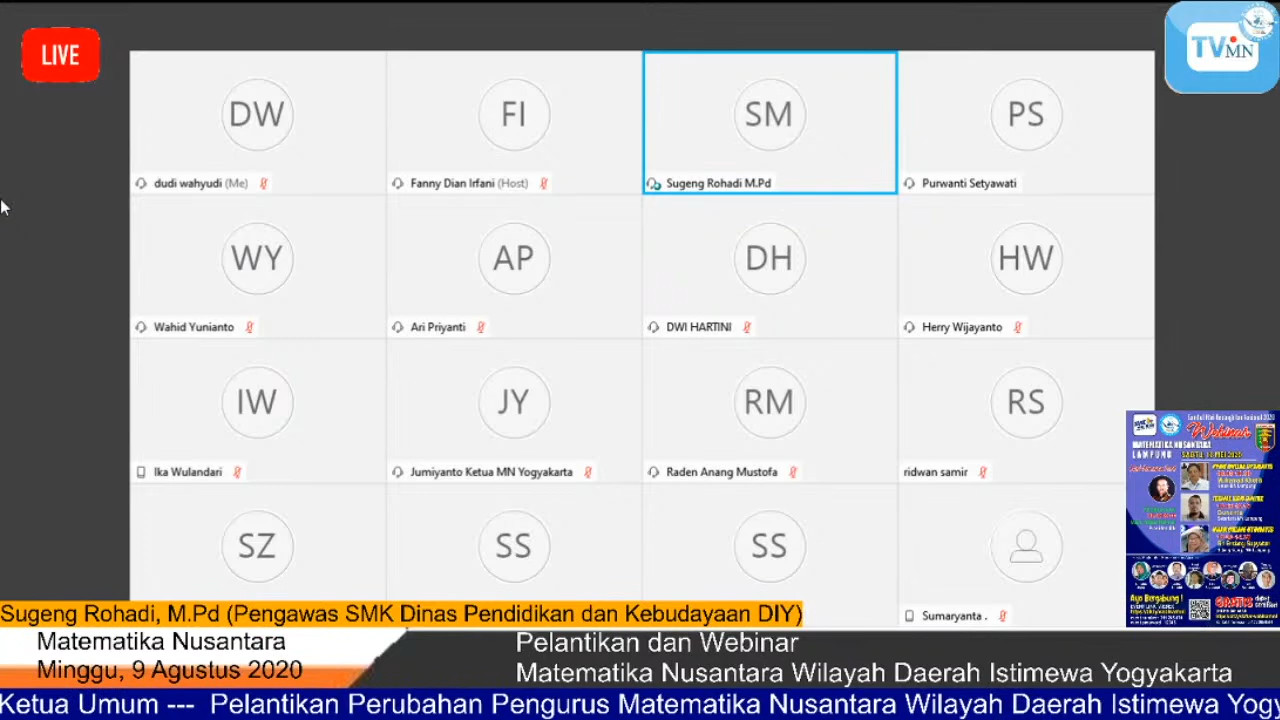 LIVE
TVMN
DW
FI
SM
PS
dudi wahyudi (Me)
Fanny Dian Irfani (Host)
Sugeng Rohadi M.Pd
Purwanti Setyawati
WY
AP
DH
HW
Wahid Yunianto
Ari Priyanti
DWI HARTINI
Herry Wijayanto
IW
JY
RM
RS
Ika Wulandari
Jumiyanto Ketua MN Yogyakarta
Raden Anang Mustofa
ridwan samir
SZ
SS
SS
Sumaryanta .
Webinar
MATEMATIKA NUSANTARA
LAMPUNG
Ayo Bergabung!
GRATIS
Sugeng Rohadi, M.Pd (Pengawas SMK Dinas Pendidikan dan Kebudayaan DIY)
Matematika Nusantara
Minggu, 9 Agustus 2020
Pelantikan dan Webinar
Matematika Nusantara Wilayah Daerah Istimewa Yogyakarta
Ketua Umum --- Pelantikan Perubahan Pengurus Matematika Nusantara Wilayah Daerah Istimewa Yogy